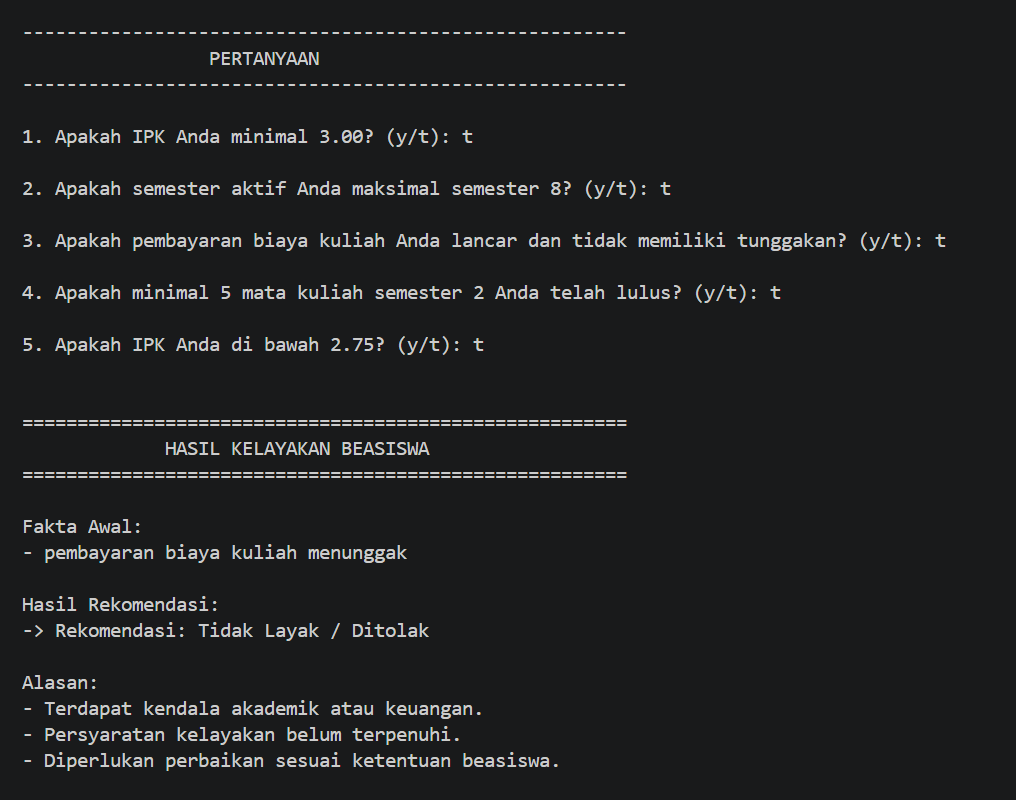 -------------------------------------------------------
PERTANYAAN
-------------------------------------------------------
1. Apakah IPK Anda minimal 3.00? (y/t): t
2. Apakah semester aktif Anda maksimal semester 8? (y/t): t
3. Apakah pembayaran biaya kuliah Anda lancar dan tidak memiliki tunggakan? (y/t): t
4. Apakah minimal 5 mata kuliah semester 2 Anda telah lulus? (y/t): t
5. Apakah IPK Anda di bawah 2.75? (y/t): t
=======================================================
HASIL KELAYAKAN BEASISWA
=======================================================
Fakta Awal:
- pembayaran biaya kuliah menunggak
Hasil Rekomendasi:
-> Rekomendasi: Tidak Layak / Ditolak
Alasan:
- Terdapat kendala akademik atau keuangan.
- Persyaratan kelayakan belum terpenuhi.
- Diperlukan perbaikan sesuai ketentuan beasiswa.